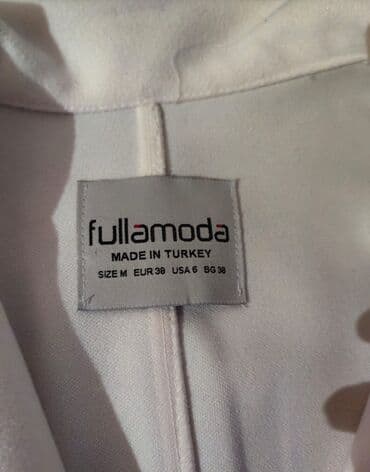 fullamoda
MADE IN TURKEY
SIZE M EUR 38 USA 6 BG 38